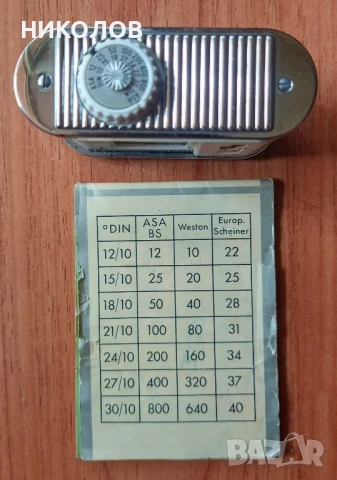 НИКОЛОВ
ASA
°DIN ASA BS Weston Europ. Scheiner
12/10 12 10 22
15/10 25 20 25
18/10 50 40 28
21/10 100 80 31
24/10 200 160 34
27/10 400 320 37
30/10 800 640 40
BAZAR